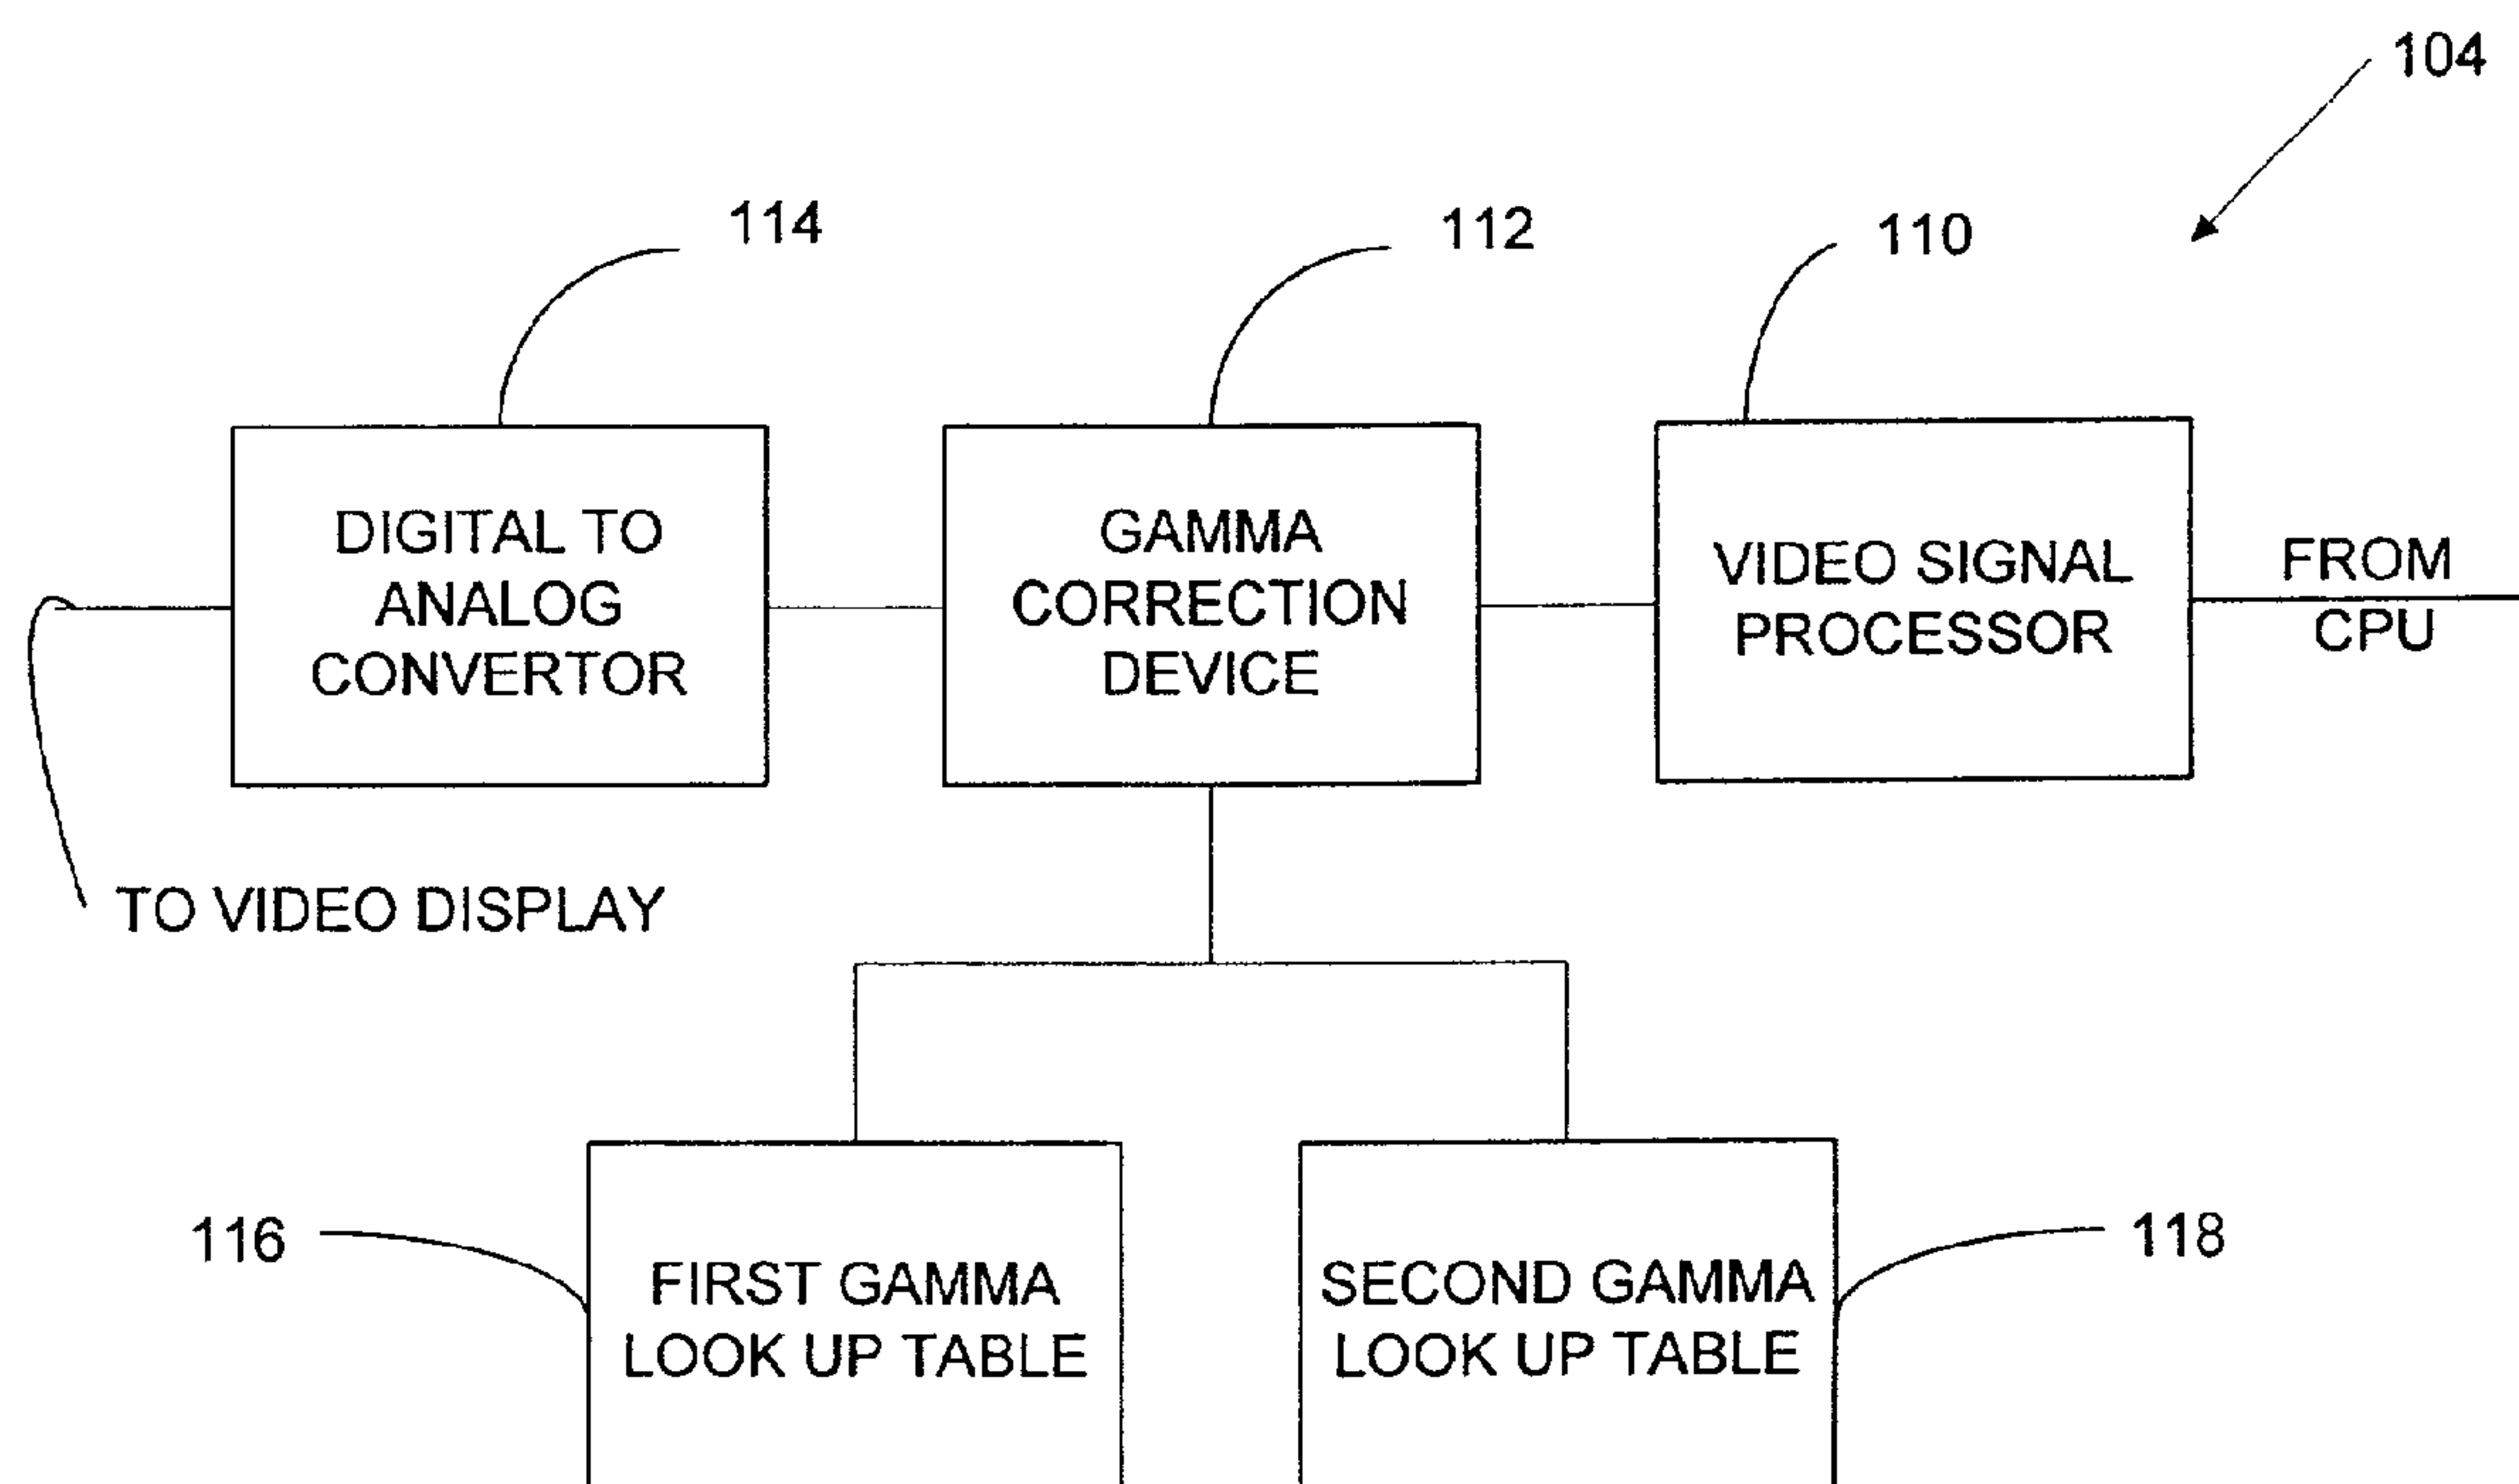 104
114
112
110
DIGITAL TO
ANALOG
CONVERTOR
GAMMA
CORRECTION
DEVICE
VIDEO SIGNAL
PROCESSOR
FROM
CPU
TO VIDEO DISPLAY
116
FIRST GAMMA
LOOK UP TABLE
SECOND GAMMA
LOOK UP TABLE
118